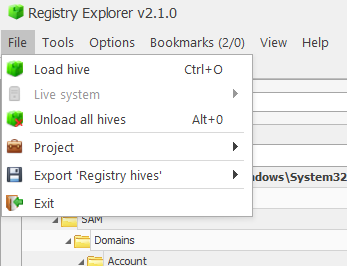 Registry Explorer v2.1.0
File Tools Options Bookmarks (2/0) View Help
Load hive Ctrl+O
Live system
Unload all hives Alt+0
Project
Export 'Registry hives'
ndows\System32
Exit
SAM
Domains
Account